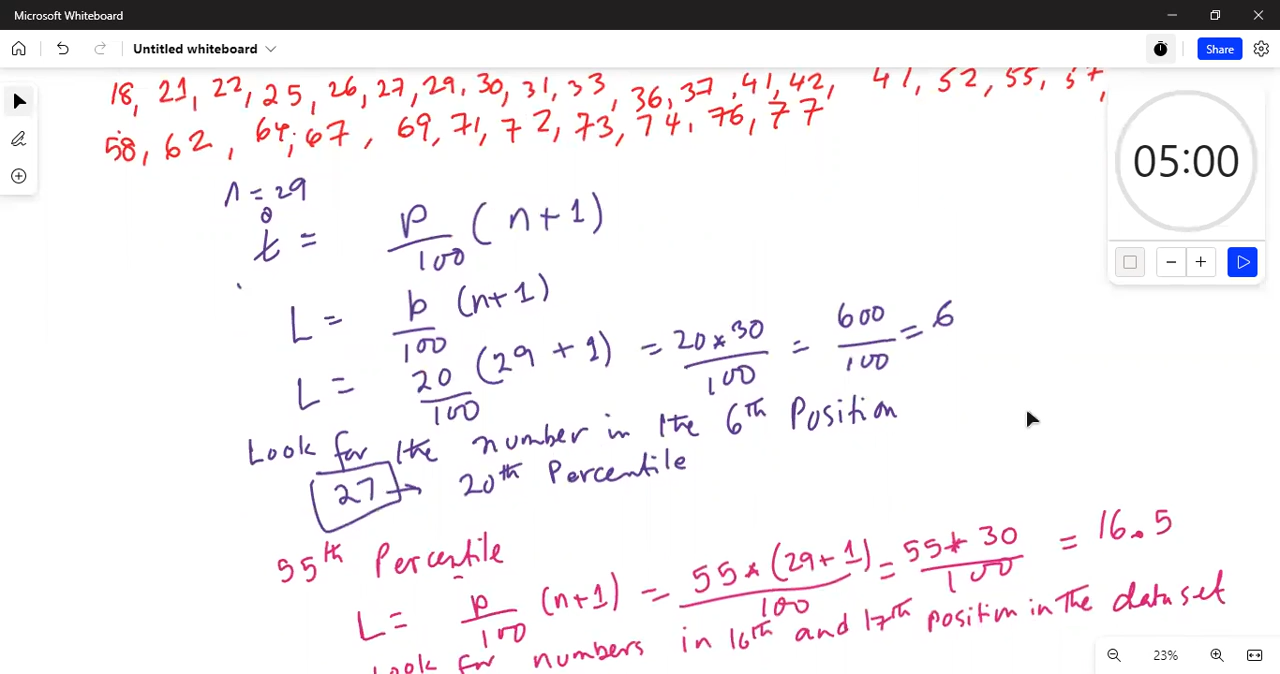 Microsoft Whiteboard
Untitled whiteboard
Share
18, 21, 22, 25, 26, 27, 29, 30, 31, 33, 36, 37, 41, 42, 47, 52, 55, 57,
58, 62, 64, 67, 69, 71, 72, 73, 74, 76, 77
05:00
n = 29
= P/100 (n+1)
L = P/100 (n+1)
L = 20/100 (29 + 1) = 20*30/100 = 600/100 = 6
Look for the number in the 6th Position
27 → 20th Percentile
55th Percentile
L = P/100 (n+1) = 55*(29+1)/100 = 55*30/100 = 16.5
Look for numbers in 16th and 17th position in the dataset
23%